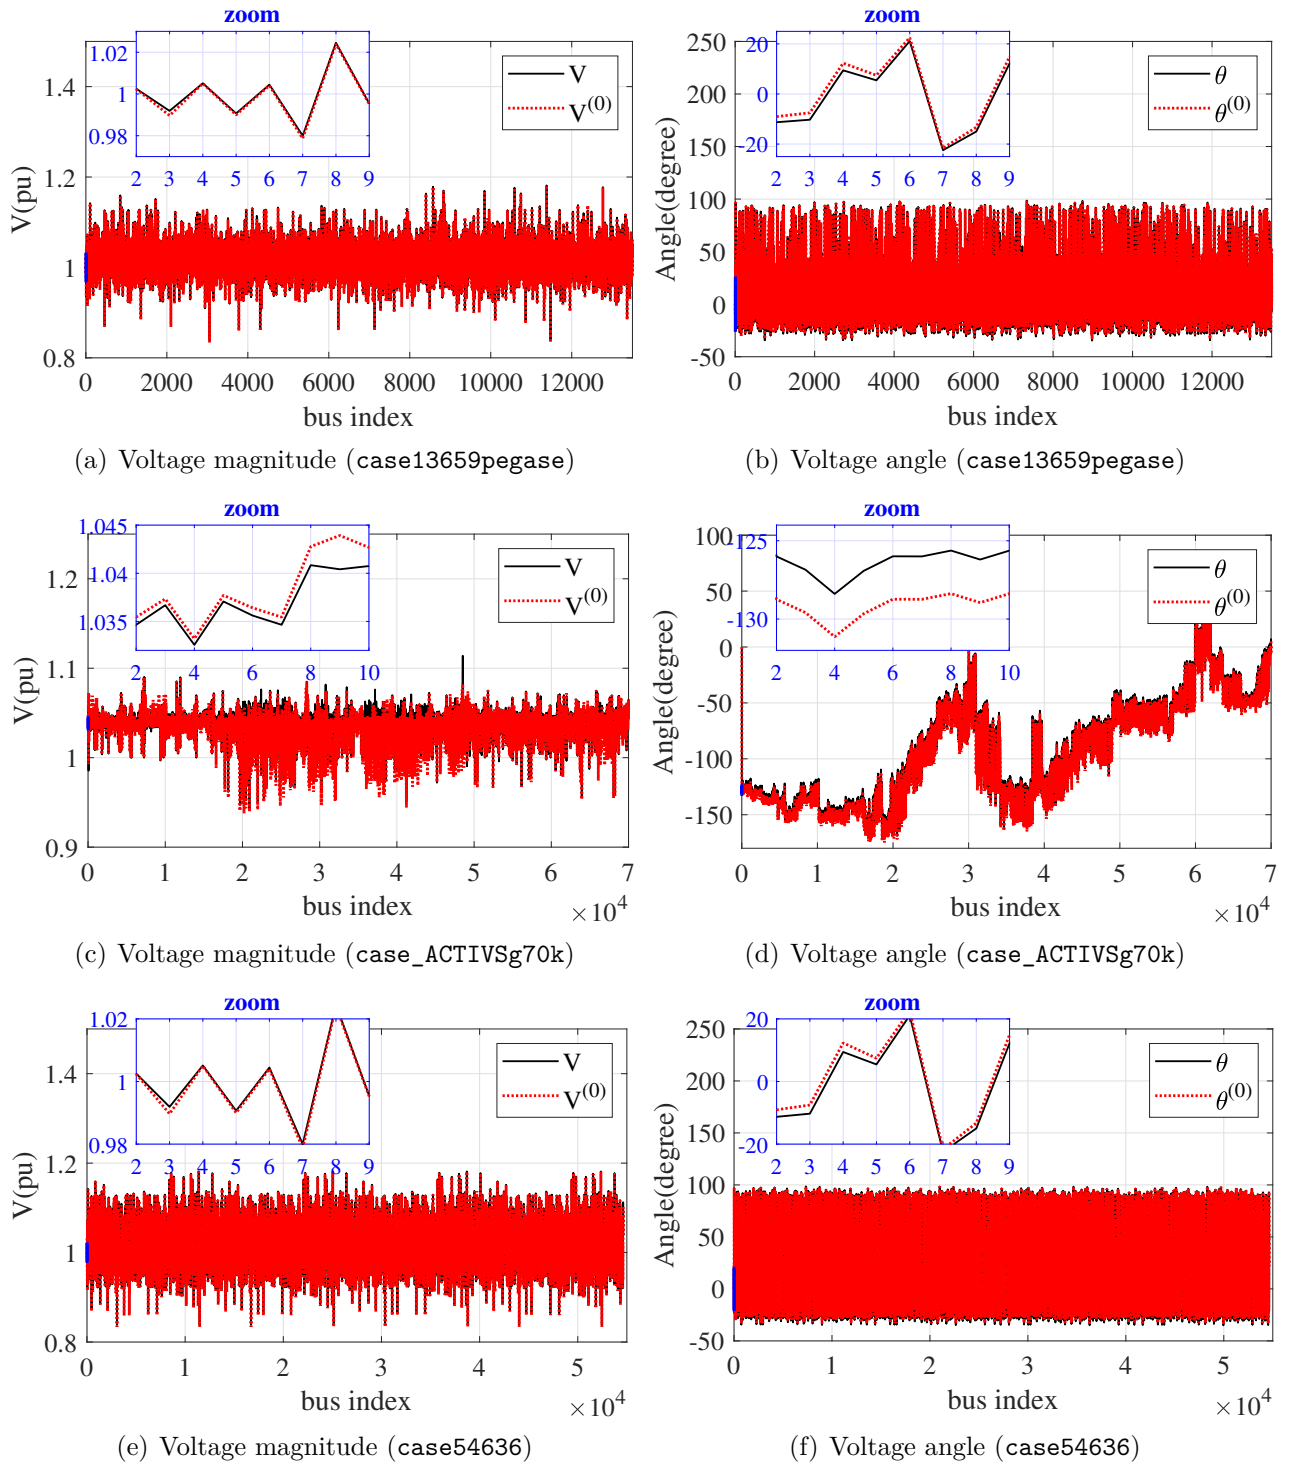 zoom
1.02
1
0.98
2 3 4 5 6 7 8 9
V
V(0)
1.4
1.2
1
0.8
V(pu)
0 2000 4000 6000 8000 10000 12000
bus index
(a) Voltage magnitude (case13659pegase)
zoom
20
0
-20
2 3 4 5 6 7 8 9
θ
θ(0)
250
200
150
100
50
0
-50
Angle(degree)
0 2000 4000 6000 8000 10000 12000
bus index
(b) Voltage angle (case13659pegase)
zoom
1.045
1.04
1.035
2 4 6 8 10
V
V(0)
1.2
1.1
1
0.9
V(pu)
0 1 2 3 4 5 6 7
bus index
×10^4
(c) Voltage magnitude (case_ACTIVSg70k)
zoom
-125
-130
2 4 6 8 10
θ
θ(0)
100
50
0
-50
-100
-150
Angle(degree)
0 1 2 3 4 5 6 7
bus index
×10^4
(d) Voltage angle (case_ACTIVSg70k)
zoom
1.02
1
0.98
2 3 4 5 6 7 8 9
V
V(0)
1.4
1.2
1
0.8
V(pu)
0 1 2 3 4 5
bus index
×10^4
(e) Voltage magnitude (case54636)
zoom
20
0
-20
2 3 4 5 6 7 8 9
θ
θ(0)
250
200
150
100
50
0
-50
Angle(degree)
0 1 2 3 4 5
bus index
×10^4
(f) Voltage angle (case54636)